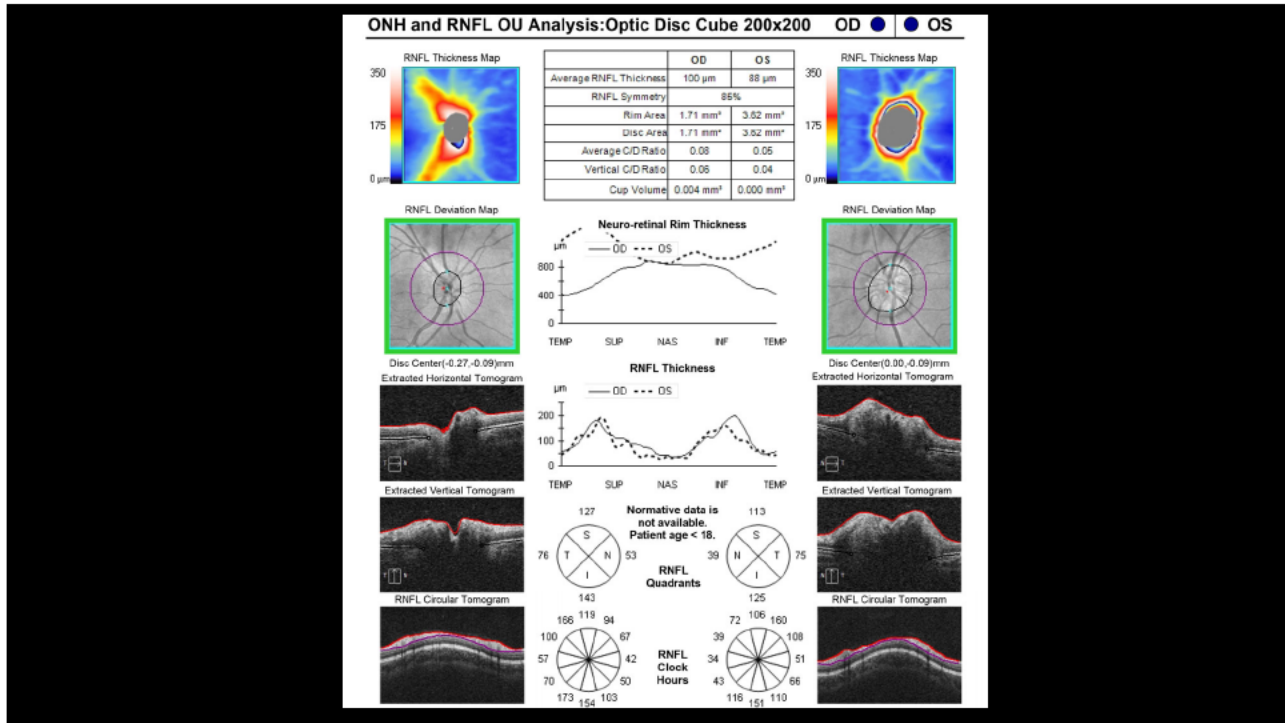 ONH and RNFL OU Analysis:Optic Disc Cube 200x200 OD OS
RNFL Thickness Map
350
175
0 µm
OD OS
Average RNFL Thickness 100 µm 88 µm
RNFL Symmetry 85%
Rim Area 1.71 mm² 3.62 mm²
Disc Area 1.71 mm² 3.62 mm²
Average C/D Ratio 0.08 0.05
Vertical C/D Ratio 0.06 0.04
Cup Volume 0.004 mm³ 0.000 mm³
RNFL Thickness Map
350
175
0 µm
RNFL Deviation Map
Disc Center(-0.27,-0.09)mm
Neuro-retinal Rim Thickness
µm
OD OS
800
400
0
TEMP SUP NAS INF TEMP
RNFL Deviation Map
Disc Center(0.00,-0.09)mm
Extracted Horizontal Tomogram
T N
RNFL Thickness
µm
OD OS
200
100
0
TEMP SUP NAS INF TEMP
Extracted Horizontal Tomogram
N T
Extracted Vertical Tomogram
T N
127
S
76 T N 53
I
143
Normative data is
not available.
Patient age < 18.
RNFL
Quadrants
113
S
39 N T 75
I
125
Extracted Vertical Tomogram
N T
RNFL Circular Tomogram
119
166 94
100 67
57 42
70 50
173 103
154
RNFL
Clock
Hours
106
72 160
39 108
34 51
43 66
116 110
151
RNFL Circular Tomogram